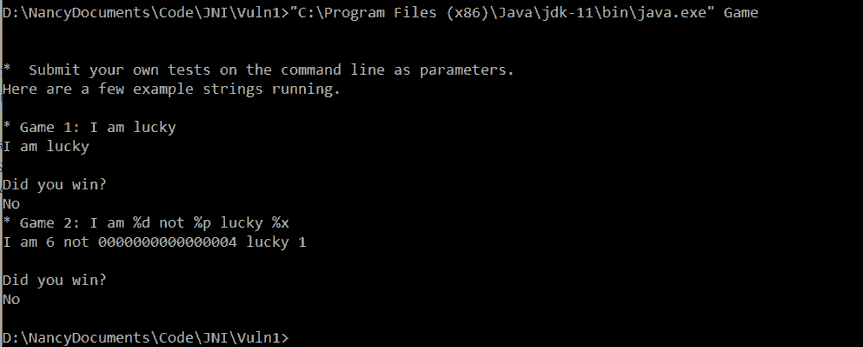 D:\NancyDocuments\Code\JNI\Vuln1>"C:\Program Files (x86)\Java\jdk-11\bin\java.exe" Game
*  Submit your own tests on the command line as parameters.
Here are a few example strings running.
* Game 1: I am lucky
I am lucky
Did you win?
No
* Game 2: I am %d not %p lucky %x
I am 6 not 0000000000000004 lucky 1
Did you win?
No
D:\NancyDocuments\Code\JNI\Vuln1>